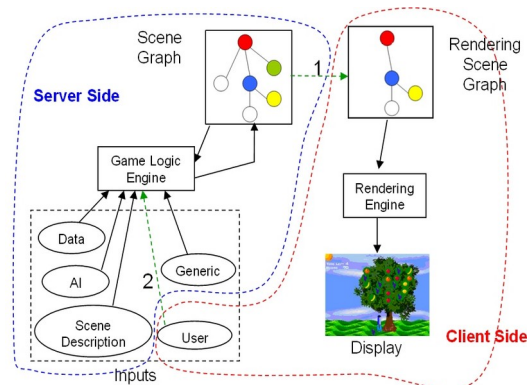 Scene
Graph
1
Rendering
Scene
Graph
Server Side
Game Logic
Engine
Rendering
Engine
Data
AI
2
Generic
Scene
Description
User
Display
Client Side
Inputs